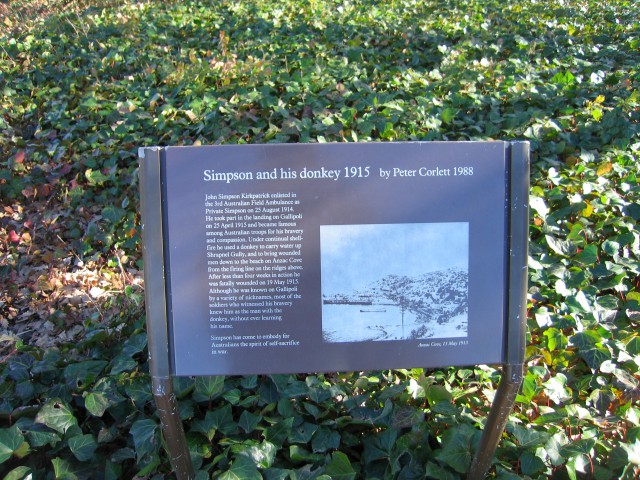 Simpson and his donkey 1915 by Peter Corlett 1988
John Simpson Kirkpatrick enlisted in
the 3rd Australian Field Ambulance as
Private Simpson on 25 August 1914.
He took part in the landing on Gallipoli
on 25 April 1915 and became famous
among Australian troops for his bravery
and compassion. Under continual shell-
fire he used a donkey to carry water up
Shrapnel Gully, and to bring wounded
men down to the beach on Anzac Cove
from the firing line on the ridges above.
After less than four weeks in action he
was fatally wounded on 19 May 1915.
Although he was known on Gallipoli
by a variety of nicknames, most of the
soldiers who witnessed his bravery
knew him as the man with the
donkey, without ever learning
his name.
Simpson has come to embody for
Australians the spirit of self-sacrifice
in war.
Anzac Cove, 15 May 1915